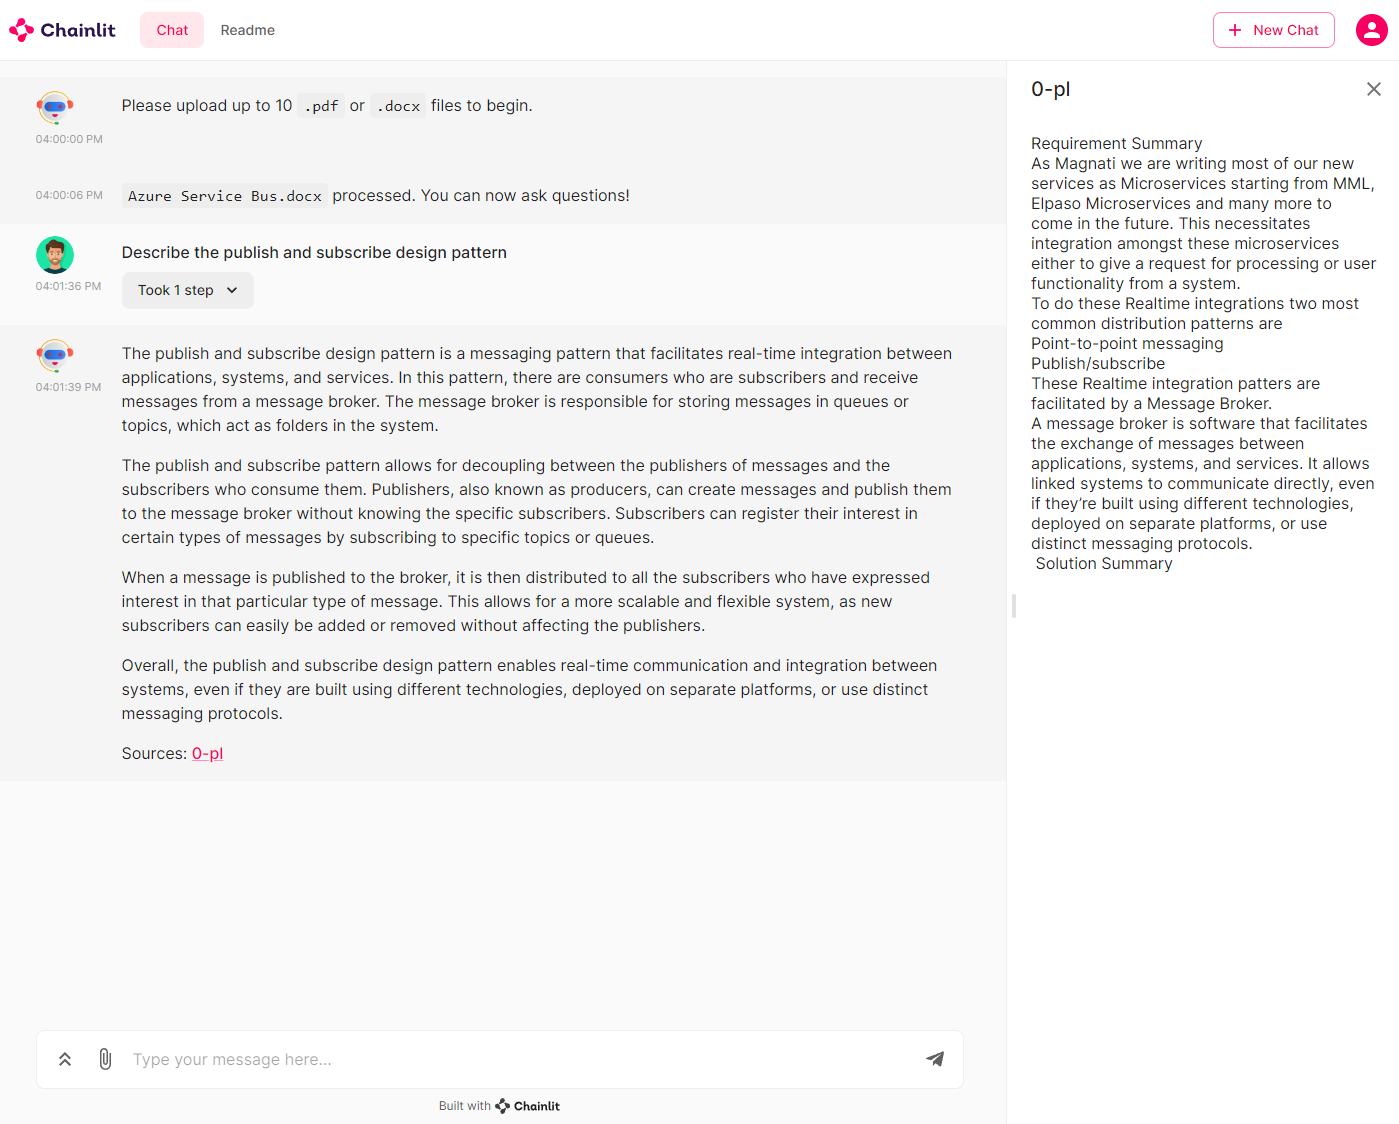 Chainlit
Chat
Readme
New Chat
Please upload up to 10 .pdf or .docx files to begin.
04:00:00 PM
04:00:06 PM
Azure Service Bus.docx processed. You can now ask questions!
Describe the publish and subscribe design pattern
04:01:36 PM
Took 1 step
The publish and subscribe design pattern is a messaging pattern that facilitates real-time integration between
04:01:39 PM
applications, systems, and services. In this pattern, there are consumers who are subscribers and receive
messages from a message broker. The message broker is responsible for storing messages in queues or
topics, which act as folders in the system.
The publish and subscribe pattern allows for decoupling between the publishers of messages and the
subscribers who consume them. Publishers, also known as producers, can create messages and publish them
to the message broker without knowing the specific subscribers. Subscribers can register their interest in
certain types of messages by subscribing to specific topics or queues.
When a message is published to the broker, it is then distributed to all the subscribers who have expressed
interest in that particular type of message. This allows for a more scalable and flexible system, as new
subscribers can easily be added or removed without affecting the publishers.
Overall, the publish and subscribe design pattern enables real-time communication and integration between
systems, even if they are built using different technologies, deployed on separate platforms, or use distinct
messaging protocols.
Sources: 0-pl
Type your message here...
Built with Chainlit
0-pl
Requirement Summary
As Magnati we are writing most of our new
services as Microservices starting from MML,
Elpaso Microservices and many more to
come in the future. This necessitates
integration amongst these microservices
either to give a request for processing or user
functionality from a system.
To do these Realtime integrations two most
common distribution patterns are
Point-to-point messaging
Publish/subscribe
These Realtime integration patters are
facilitated by a Message Broker.
A message broker is software that facilitates
the exchange of messages between
applications, systems, and services. It allows
linked systems to communicate directly, even
if they’re built using different technologies,
deployed on separate platforms, or use
distinct messaging protocols.
Solution Summary